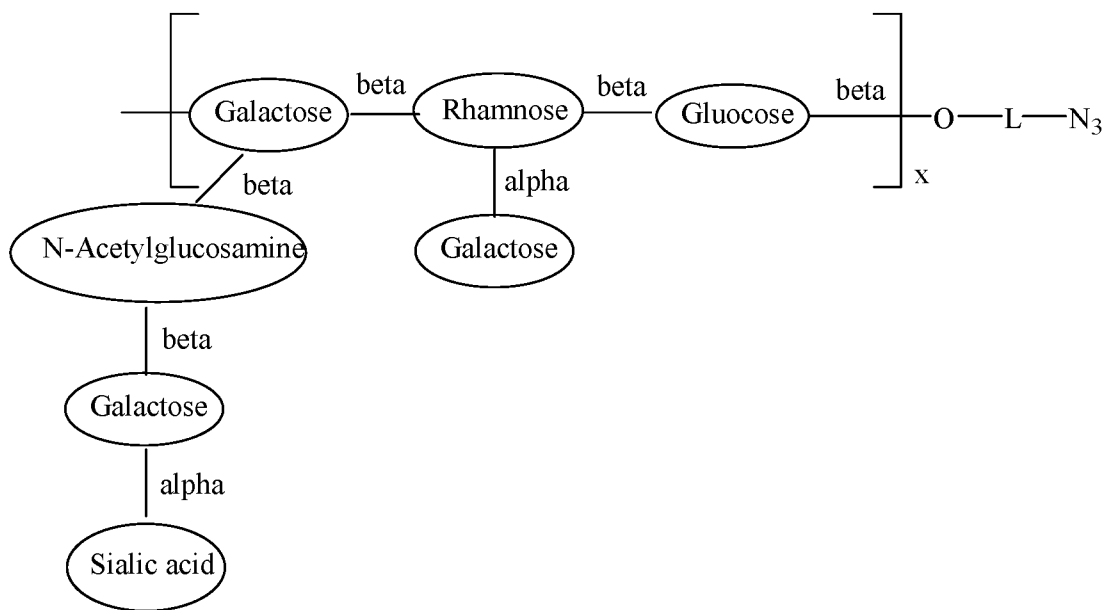 beta
beta
beta
Galactose
Rhamnose
Gluocose
O
L
N3
x
beta
alpha
N-Acetylglucosamine
Galactose
beta
Galactose
alpha
Sialic acid